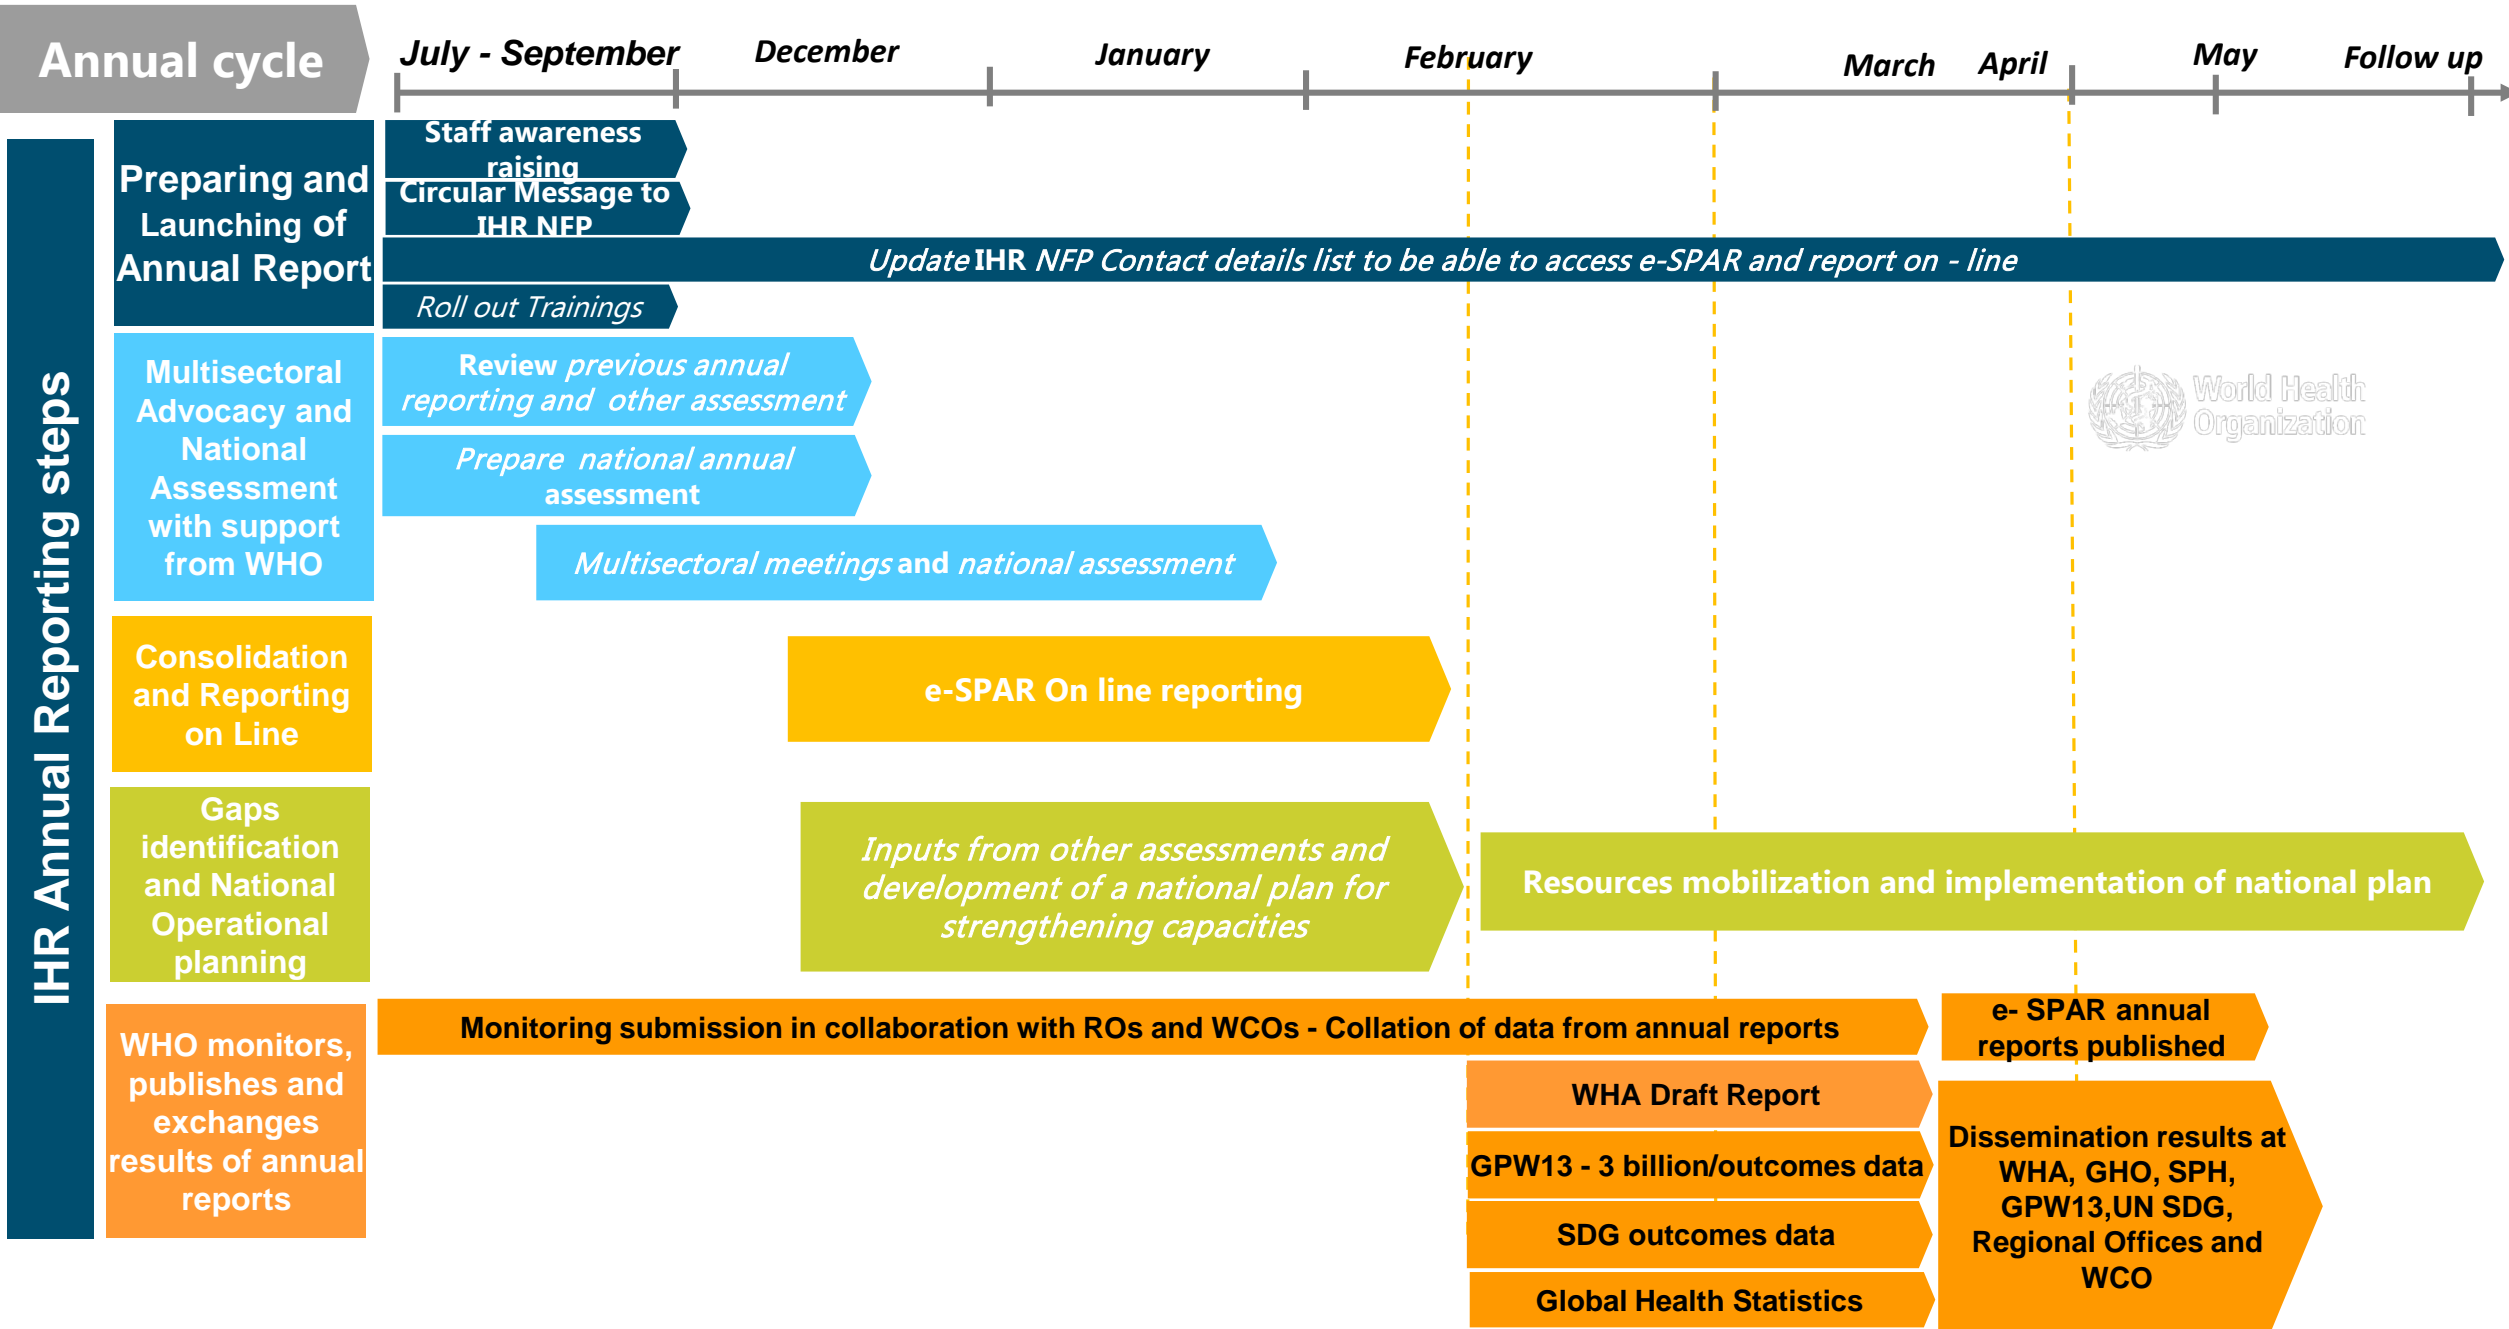 Annual cycle
July - September
December
January
February
March
April
May
Follow up
IHR Annual Reporting steps
Preparing and
Launching of
Annual Report
Staff awareness
raising
Circular Message to
IHR NFP
Update IHR NFP Contact details list to be able to access e-SPAR and report on - line
Roll out Trainings
Multisectoral
Advocacy and
National
Assessment
with support
from WHO
Review previous annual
reporting and other assessment
Prepare national annual
assessment
Multisectoral meetings and national assessment
World Health
Organization
Consolidation
and Reporting
on Line
e-SPAR On line reporting
Gaps
identification
and National
Operational
planning
Inputs from other assessments and
development of a national plan for
strengthening capacities
Resources mobilization and implementation of national plan
WHO monitors,
publishes and
exchanges
results of annual
reports
Monitoring submission in collaboration with ROs and WCOs - Collation of data from annual reports
e- SPAR annual
reports published
WHA Draft Report
GPW13 - 3 billion/outcomes data
SDG outcomes data
Global Health Statistics
Dissemination results at
WHA, GHO, SPH,
GPW13,UN SDG,
Regional Offices and
WCO